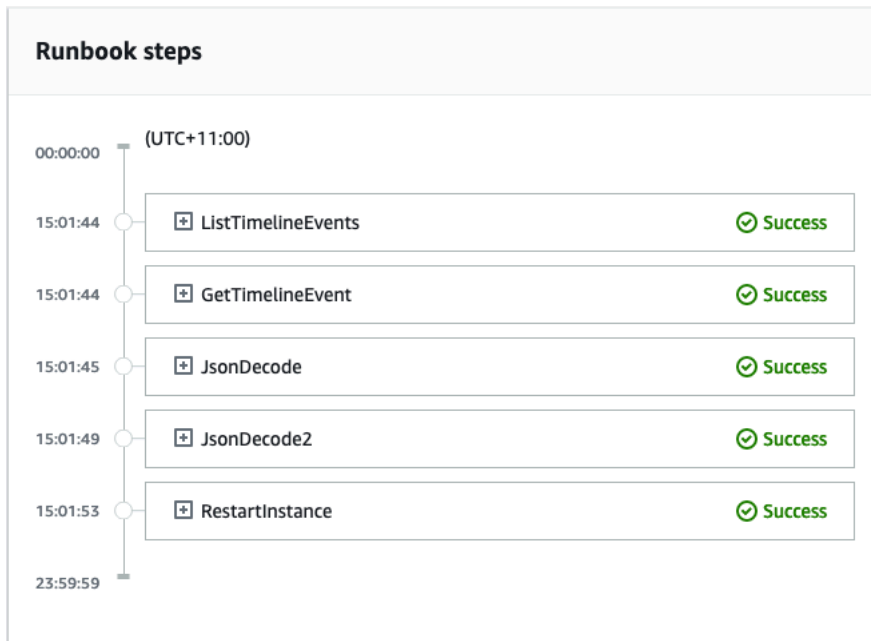 Runbook steps
(UTC+11:00)
00:00:00
15:01:44 ListTimelineEvents Success
15:01:44 GetTimelineEvent Success
15:01:45 JsonDecode Success
15:01:49 JsonDecode2 Success
15:01:53 RestartInstance Success
23:59:59